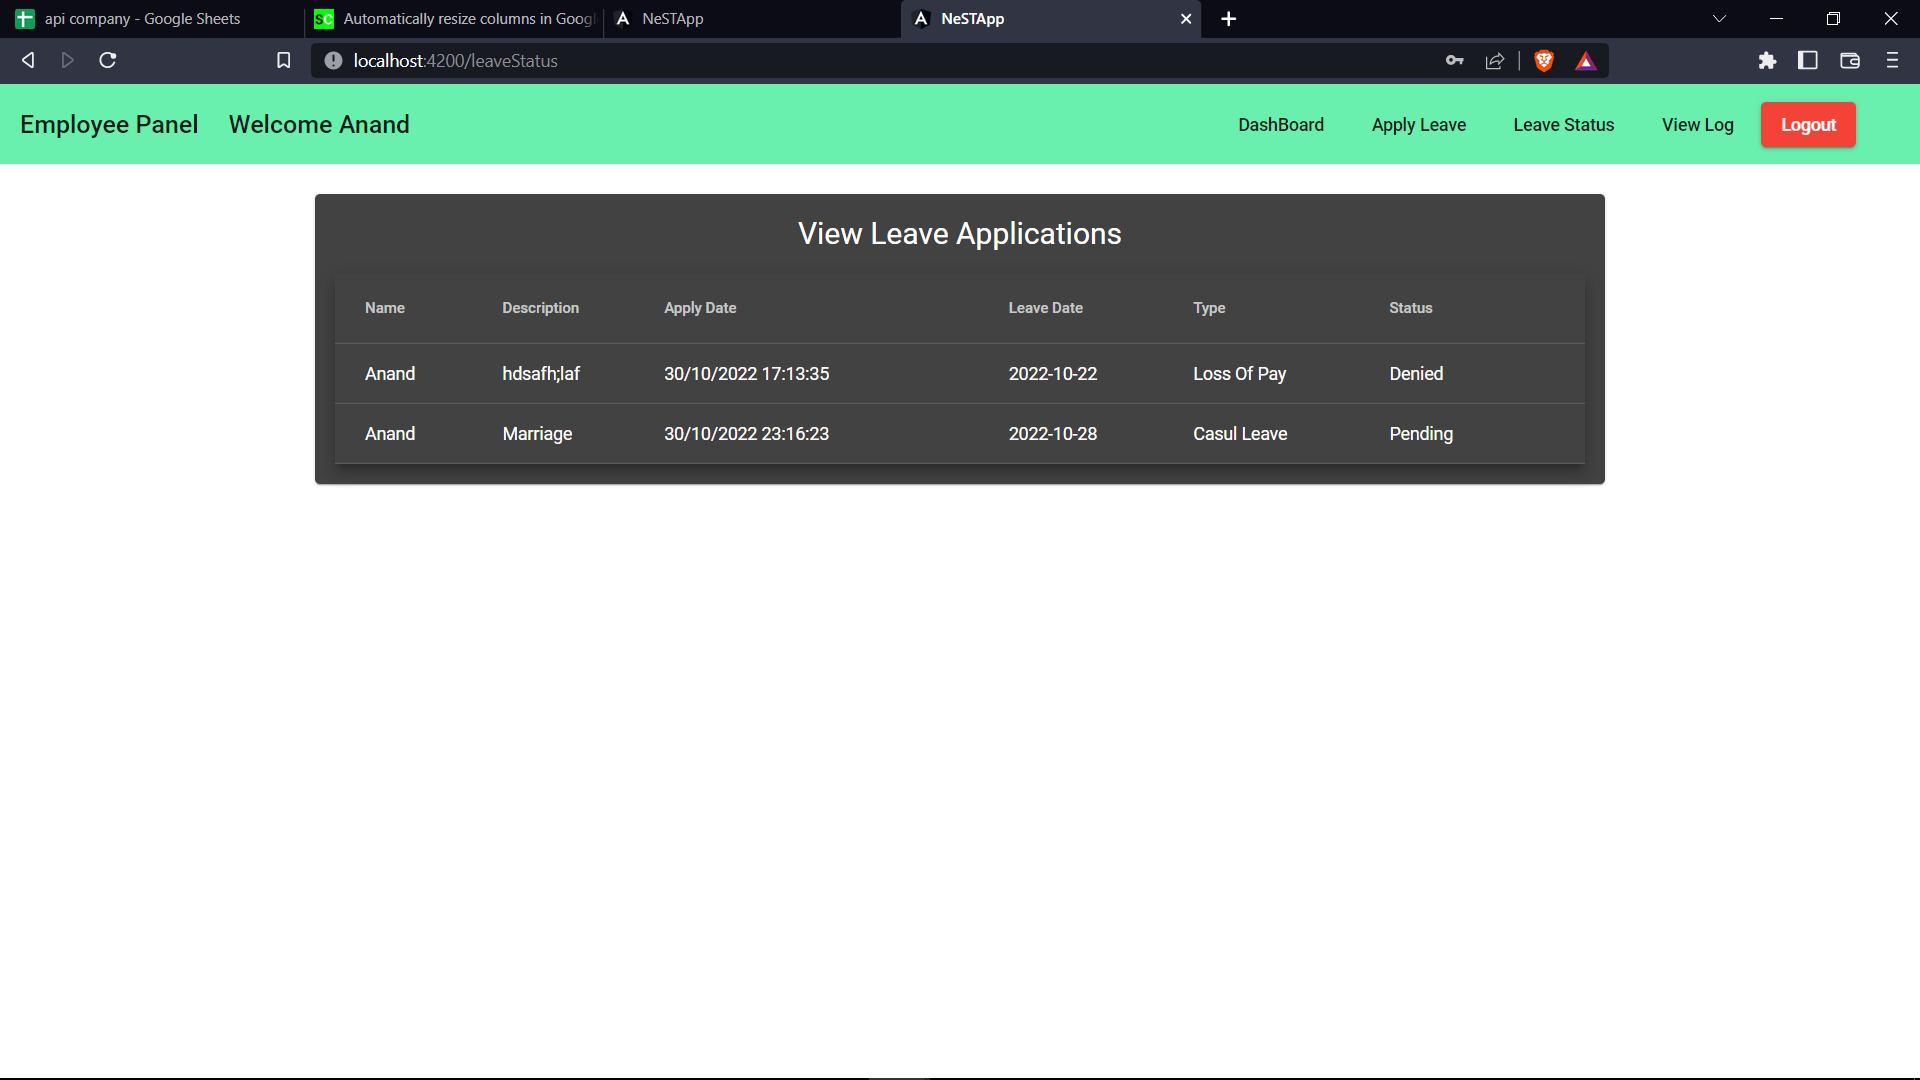 api company - Google Sheets
SC Automatically resize columns in Googl
NeSTApp
NeSTApp
localhost:4200/leaveStatus
Employee Panel Welcome Anand DashBoard Apply Leave Leave Status View Log Logout
View Leave Applications
Name Description Apply Date Leave Date Type Status
Anand hdsafh;laf 30/10/2022 17:13:35 2022-10-22 Loss Of Pay Denied
Anand Marriage 30/10/2022 23:16:23 2022-10-28 Casul Leave Pending